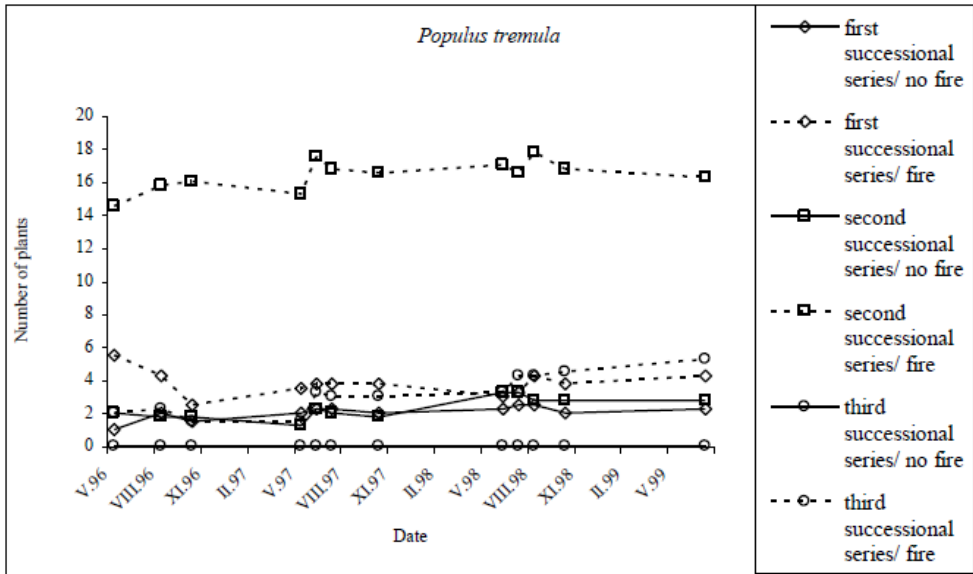 Populus tremula
20
18
16
14
12
10
8
6
4
2
0
Number of plants
V.96
VIII.96
XI.96
II.97
V.97
VIII.97
XI.97
II.98
V.98
VIII.98
XI.98
II.99
V.99
Date
first
successional
series/ no fire
first
successional
series/ fire
second
successional
series/ no fire
second
successional
series/ fire
third
successional
series/ no fire
third
successional
series/ fire